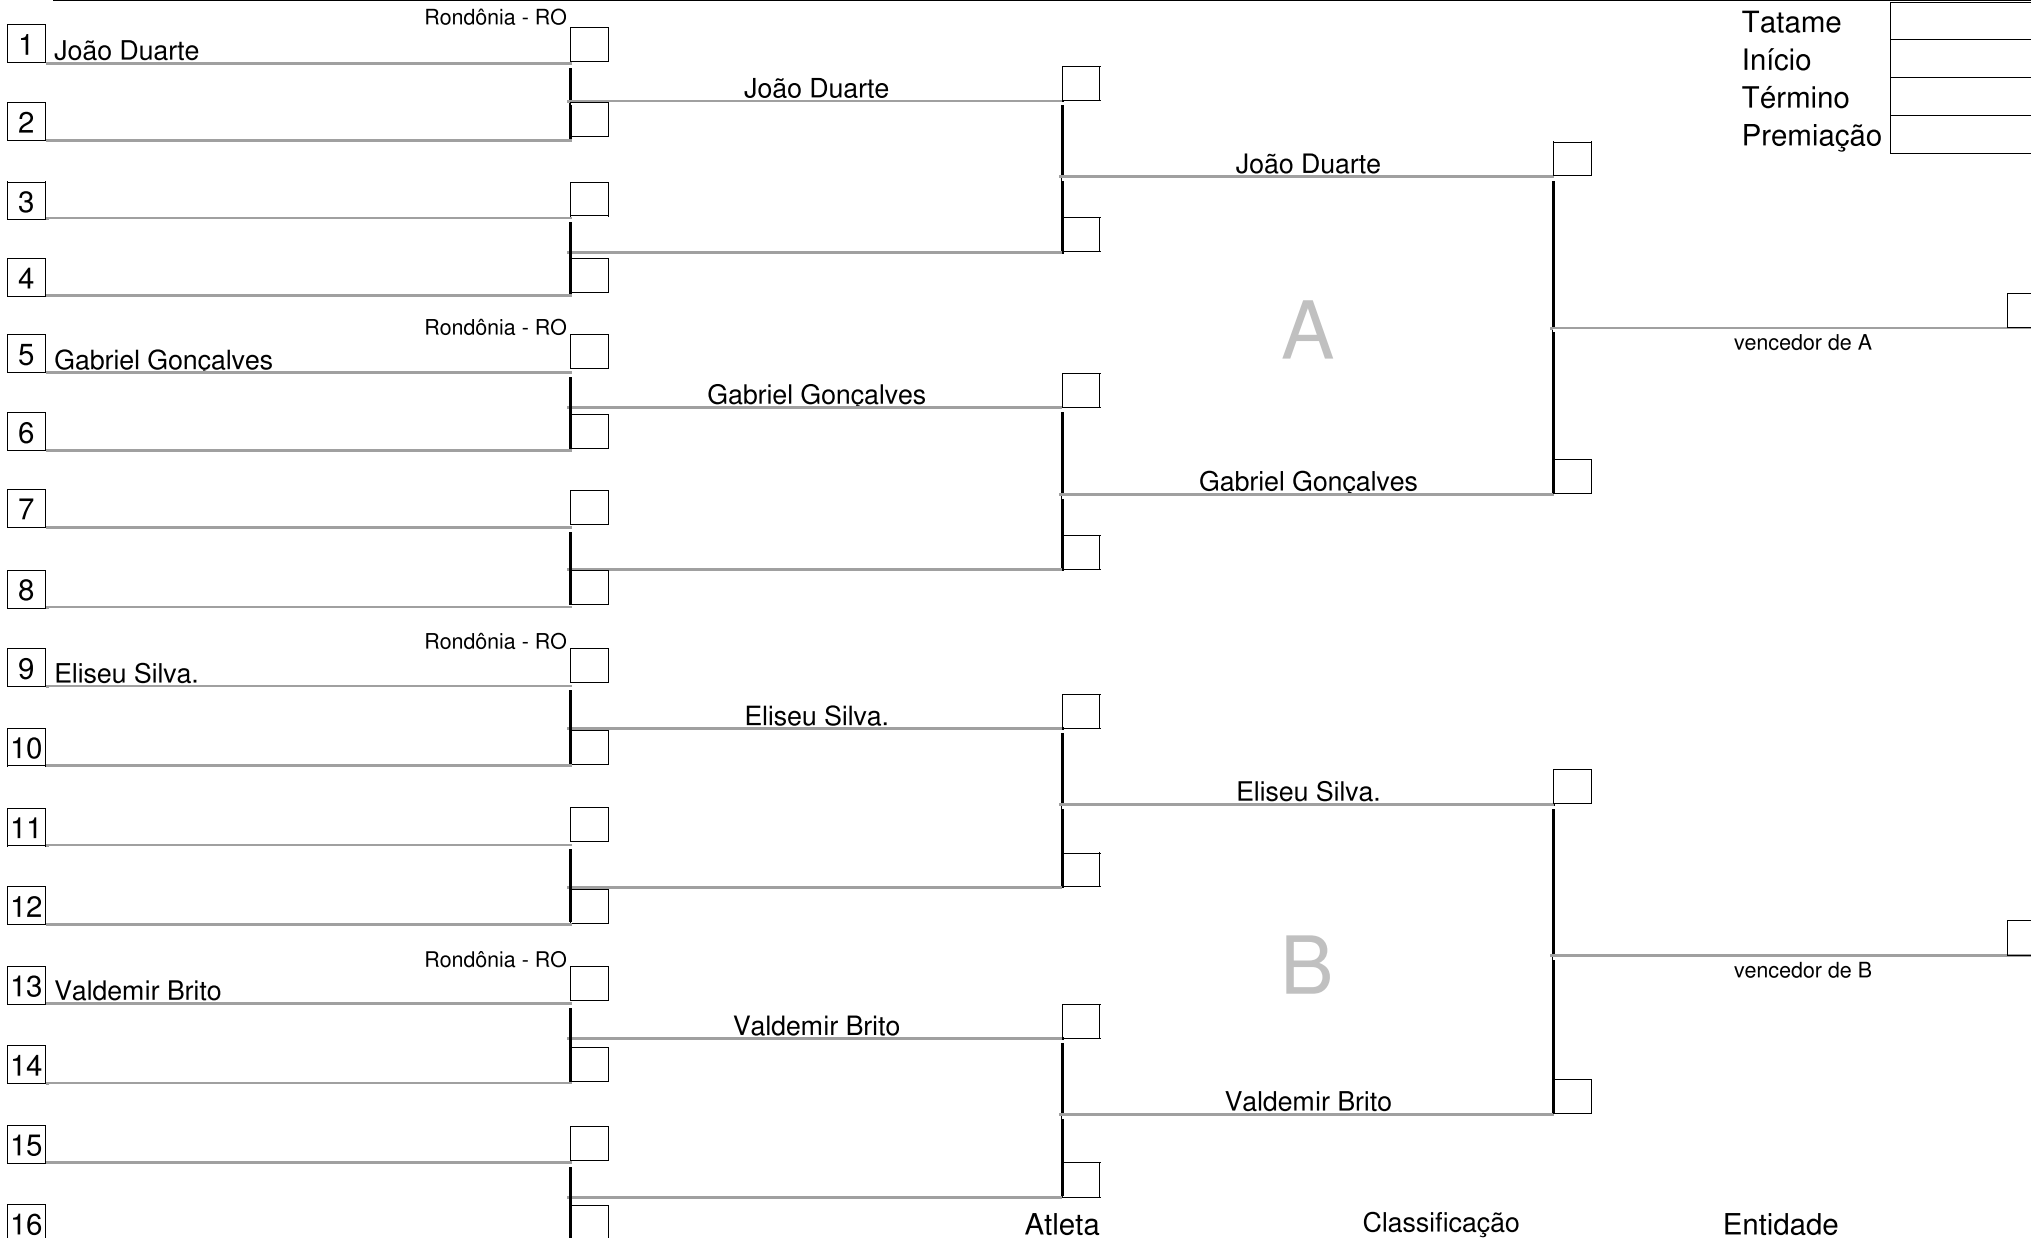 Rondônia - RO
1 João Duarte
João Duarte
2
João Duarte
3
4
Tatame
Início
Término
Premiação
Rondônia - RO
5 Gabriel Gonçalves
Gabriel Gonçalves
6
Gabriel Gonçalves
7
8
A
vencedor de A
Rondônia - RO
9 Eliseu Silva.
Eliseu Silva.
10
Eliseu Silva.
11
12
Rondônia - RO
13 Valdemir Brito
Valdemir Brito
14
Valdemir Brito
15
16
B
vencedor de B
Atleta Classificação Entidade